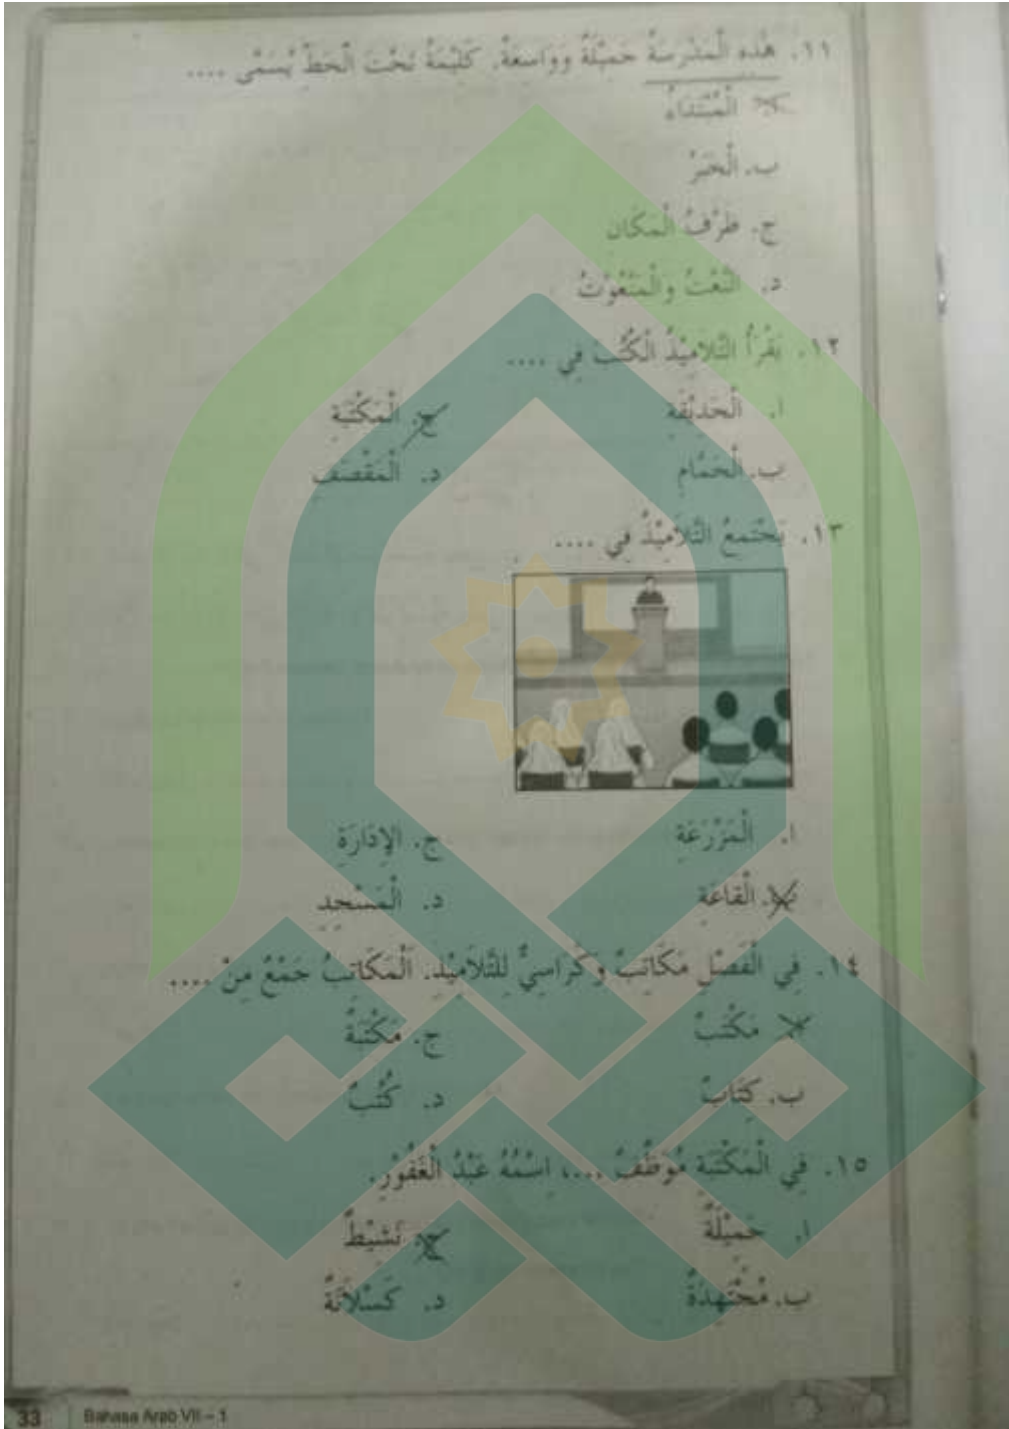 ١١. هٰذِهِ الْمَدْرَسَةُ جَمِيْلَةٌ وَوَاسِعَةٌ. كَلِيْمَةُ تَحْتَ الْخَطِّ يُسَمَّى ....
الْمُبْتَدَاءُ
ب. الْخَبَرُ
ج. ظَرْفُ الْمَكَانِ
د. النَّعْتُ وَالْمَنْعُوْتُ
١٢. يَقْرَأُ التَّلَامِيْذُ الْكُتُبَ فِي ....
ا. الْحَدِيْقَةِ ج. الْمَكْتَبَةِ
ب. الْحَمَّامِ د. الْمَقْصَفِ
١٣. يَجْتَمِعُ التَّلَامِيْذُ فِي ....
ا. الْمَزْرَعَةِ ج. الإِدَارَةِ
ب. الْقَاعَةِ د. الْمَسْجِدِ
١٤. فِي الْفَصْلِ مَكَاتِبُ وَكَرَاسِيُّ لِلتَّلَامِيْذِ. اَلْمَكَاتِبُ جَمْعُ مِنْ ....
مَكْتَبٌ ج. مَكْتَبَةٌ
ب. كِتَابٌ د. كُتُبٌ
١٥. فِي الْمَكْتَبَةِ مُوَظَّفٌ ...، اِسْمُهُ عَبْدُ الْغَفُوْرِ.
ا. جَمِيْلَةٌ ج. نَشِيْطٌ
ب. مُجْتَهِدَةٌ د. كَسْلَانَةٌ
33 Bahasa Arab VII – 1